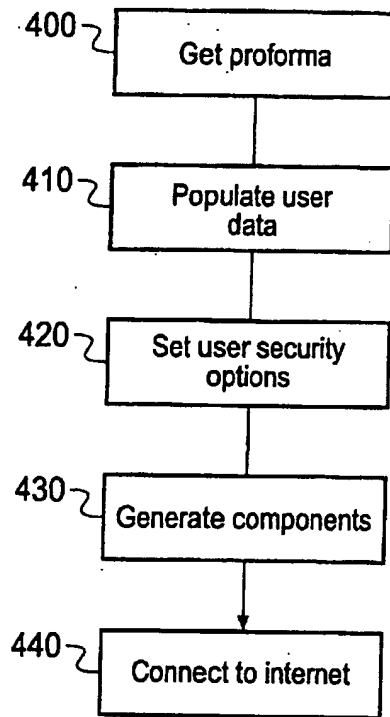 400
Get proforma
410
Populate user
data
420
Set user security
options
430
Generate components
440
Connect to internet